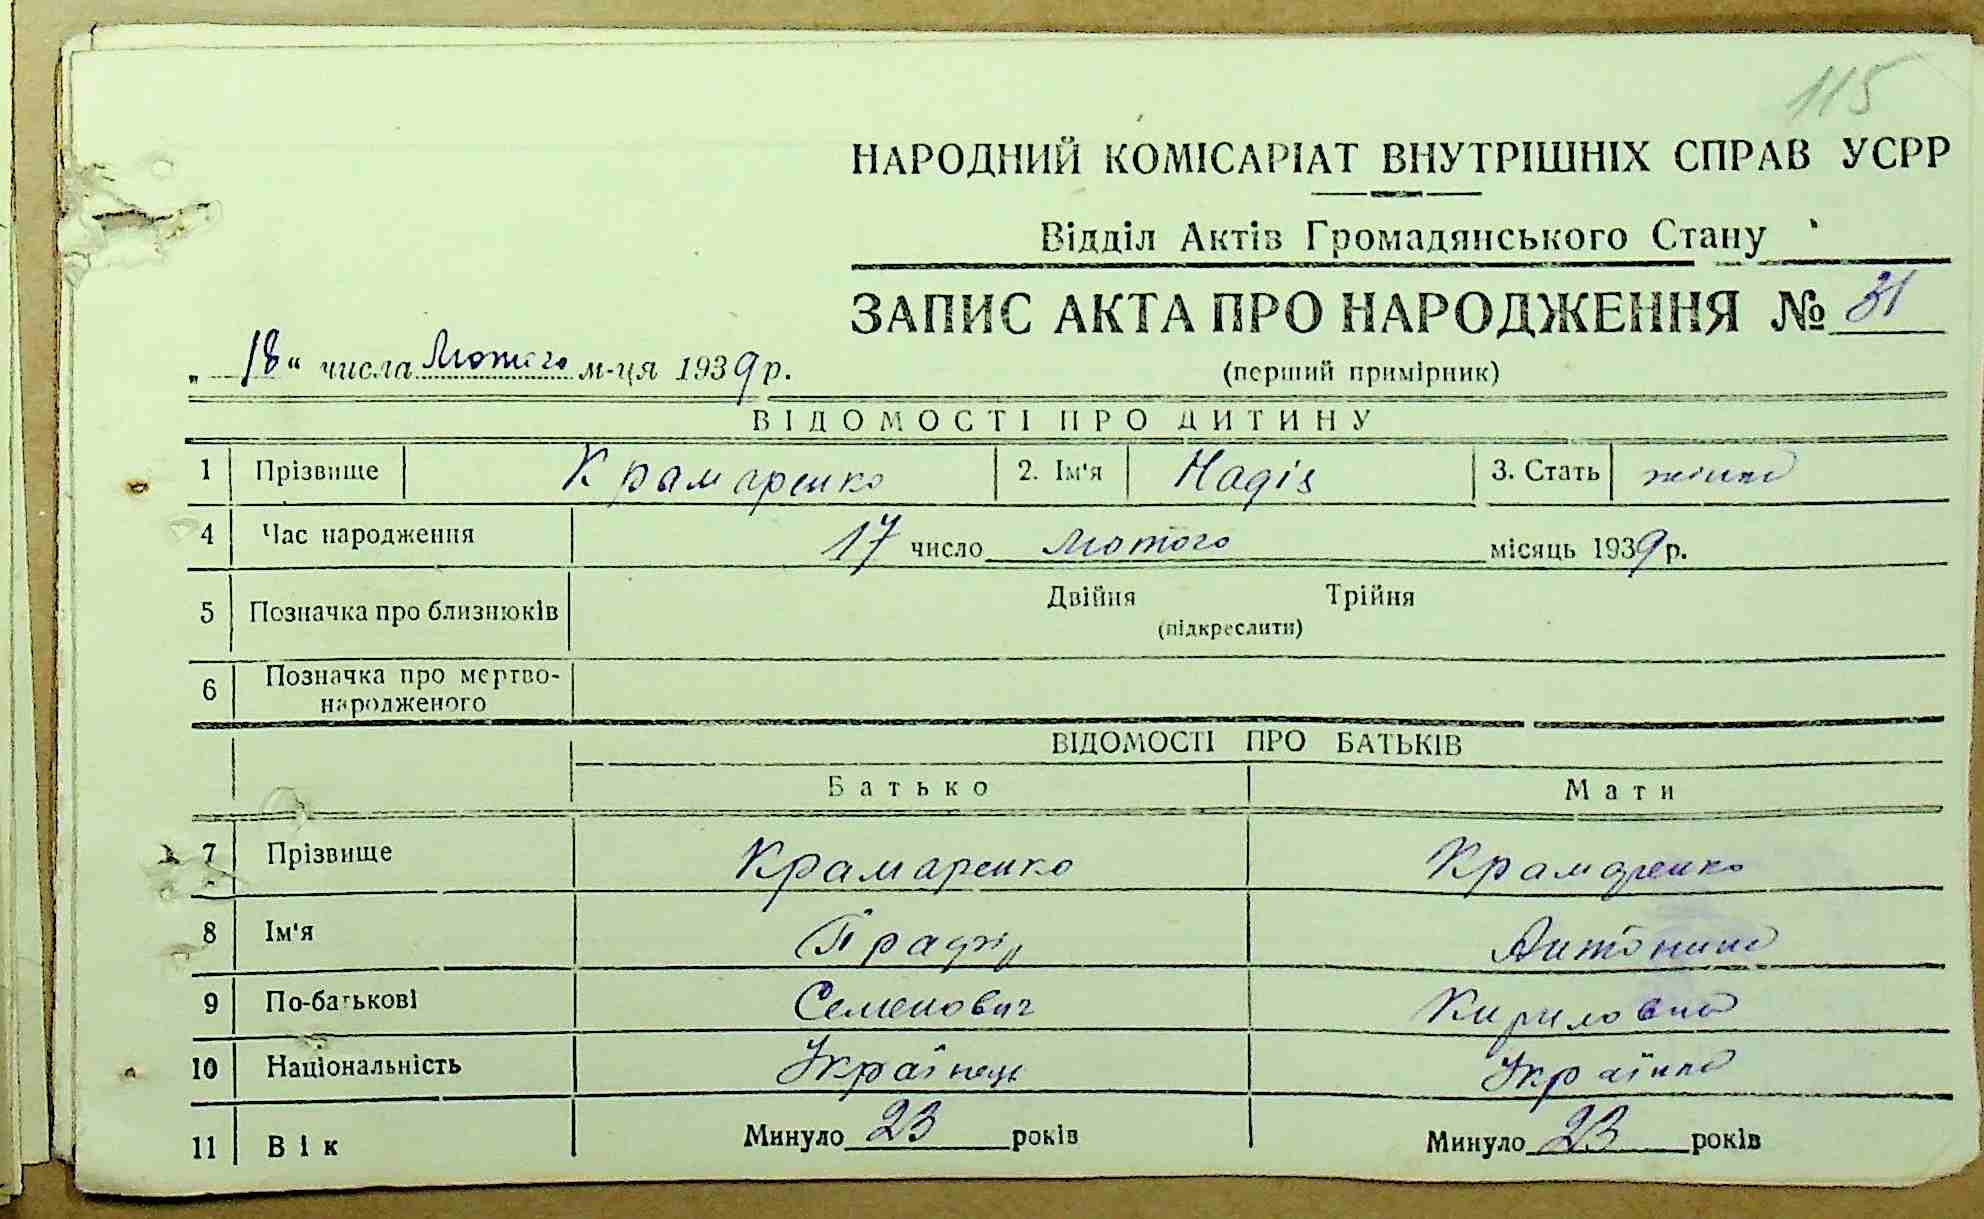 115
НАРОДНИЙ КОМІСАРІАТ ВНУТРІШНІХ СПРАВ УСРР
Відділ Актів Громадянського Стану
ЗАПИС АКТА ПРО НАРОДЖЕННЯ № 31
„18“ числа Лютого м-ця 1939 р.
(перший примірник)
ВІДОМОСТІ ПРО ДИТИНУ
1 Прізвище Крамаренко 2. Ім'я Надія 3. Стать
4 Час народження 17 число лютого місяць 1939 р.
5 Позначка про близнюків Двійня Трійня
(підкреслити)
6 Позначка про мертво-
народженого
ВІДОМОСТІ ПРО БАТЬКІВ
Батько Мати
7 Прізвище Крамаренко Крамаренко
8 Ім'я Антонина
9 По-батькові Семенович Кириловна
10 Національність Українець Українка
11 Вік Минуло 23 років Минуло 23 років